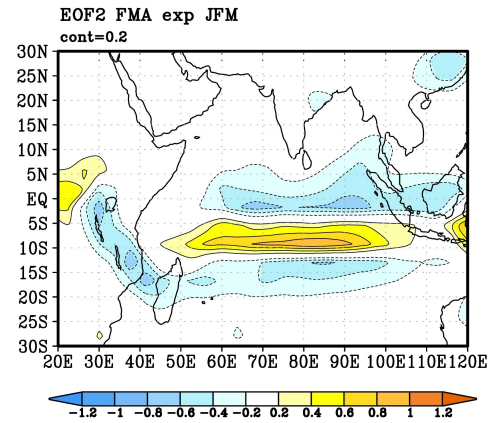 EOF2 FMA exp JFM
cont=0.2
30N
25N
20N
15N
10N
5N
EQ
5S
10S
15S
20S
25S
30S
20E 30E 40E 50E 60E 70E 80E 90E 100E 110E 120E
-1.2 -1 -0.8 -0.6 -0.4 -0.2 0.2 0.4 0.6 0.8 1 1.2